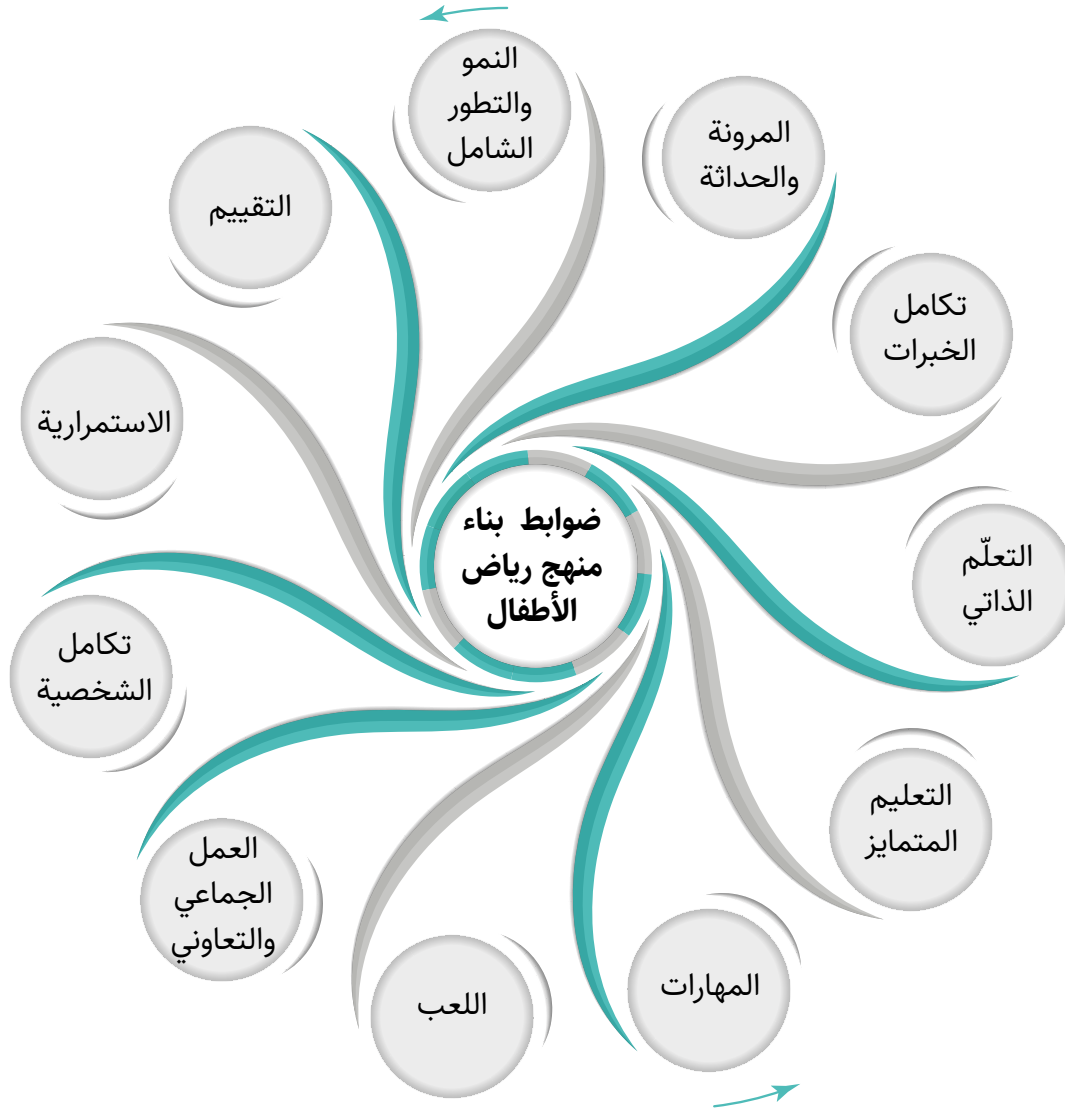 ضوابط بناء
منهج رياض
الأطفال
النمو
والتطور
الشامل
التقييم
الاستمرارية
تكامل
الشخصية
العمل
الجماعي
والتعاوني
اللعب
المهارات
التعليم
المتمايز
التعلّم
الذاتي
تكامل
الخبرات
المرونة
والحداثة